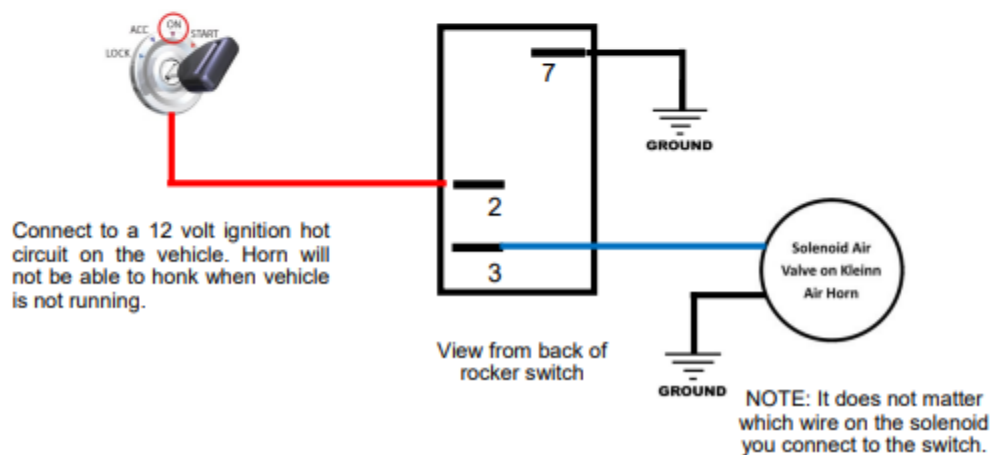 ACC
ON
START
LOCK
7
GROUND
2
3
Connect to a 12 volt ignition hot
circuit on the vehicle. Horn will
not be able to honk when vehicle
is not running.
Solenoid Air
Valve on Kleinn
Air Horn
View from back of
rocker switch
GROUND
NOTE: It does not matter
which wire on the solenoid
you connect to the switch.